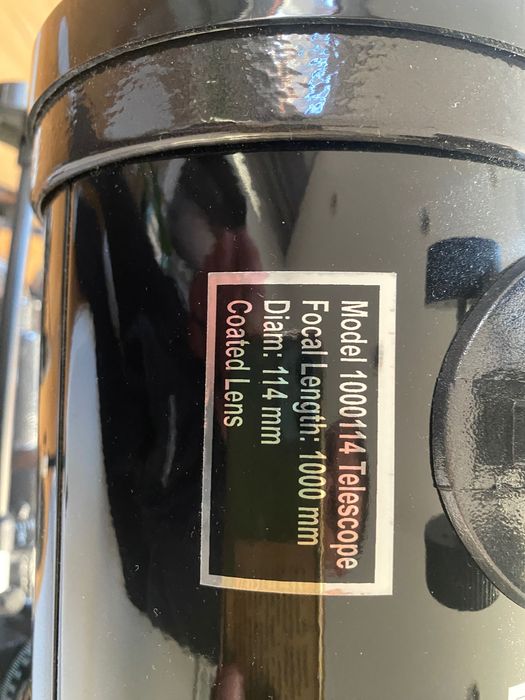 Model 1000114 Telescope
Focal Length: 1000 mm
Diam: 114 mm
Coated Lens